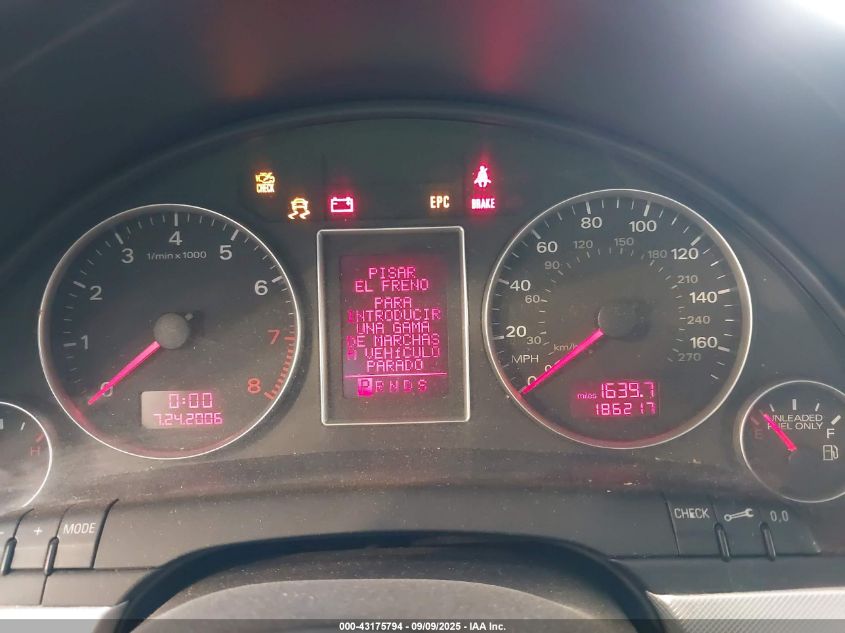 CHECK
EPC
BRAKE
PISAR
EL FRENO
PARA
INTRODUCIR
UNA GAMA
DE MARCHAS
A VEHÍCULO
PARADO
P R N D S
0 1 2 3 4 5 6 7 8
1/min x 1000
0:00
7.24.2006
0 20 40 60 80 100 120 140 160
0 30 60 90 120 150 180 210 240 270
MPH
km/h
1639.7
miles
186217
H
UNLEADED
FUEL ONLY
E F
- + MODE
CHECK 0,0
000-43175794 - 09/09/2025 - IAA Inc.